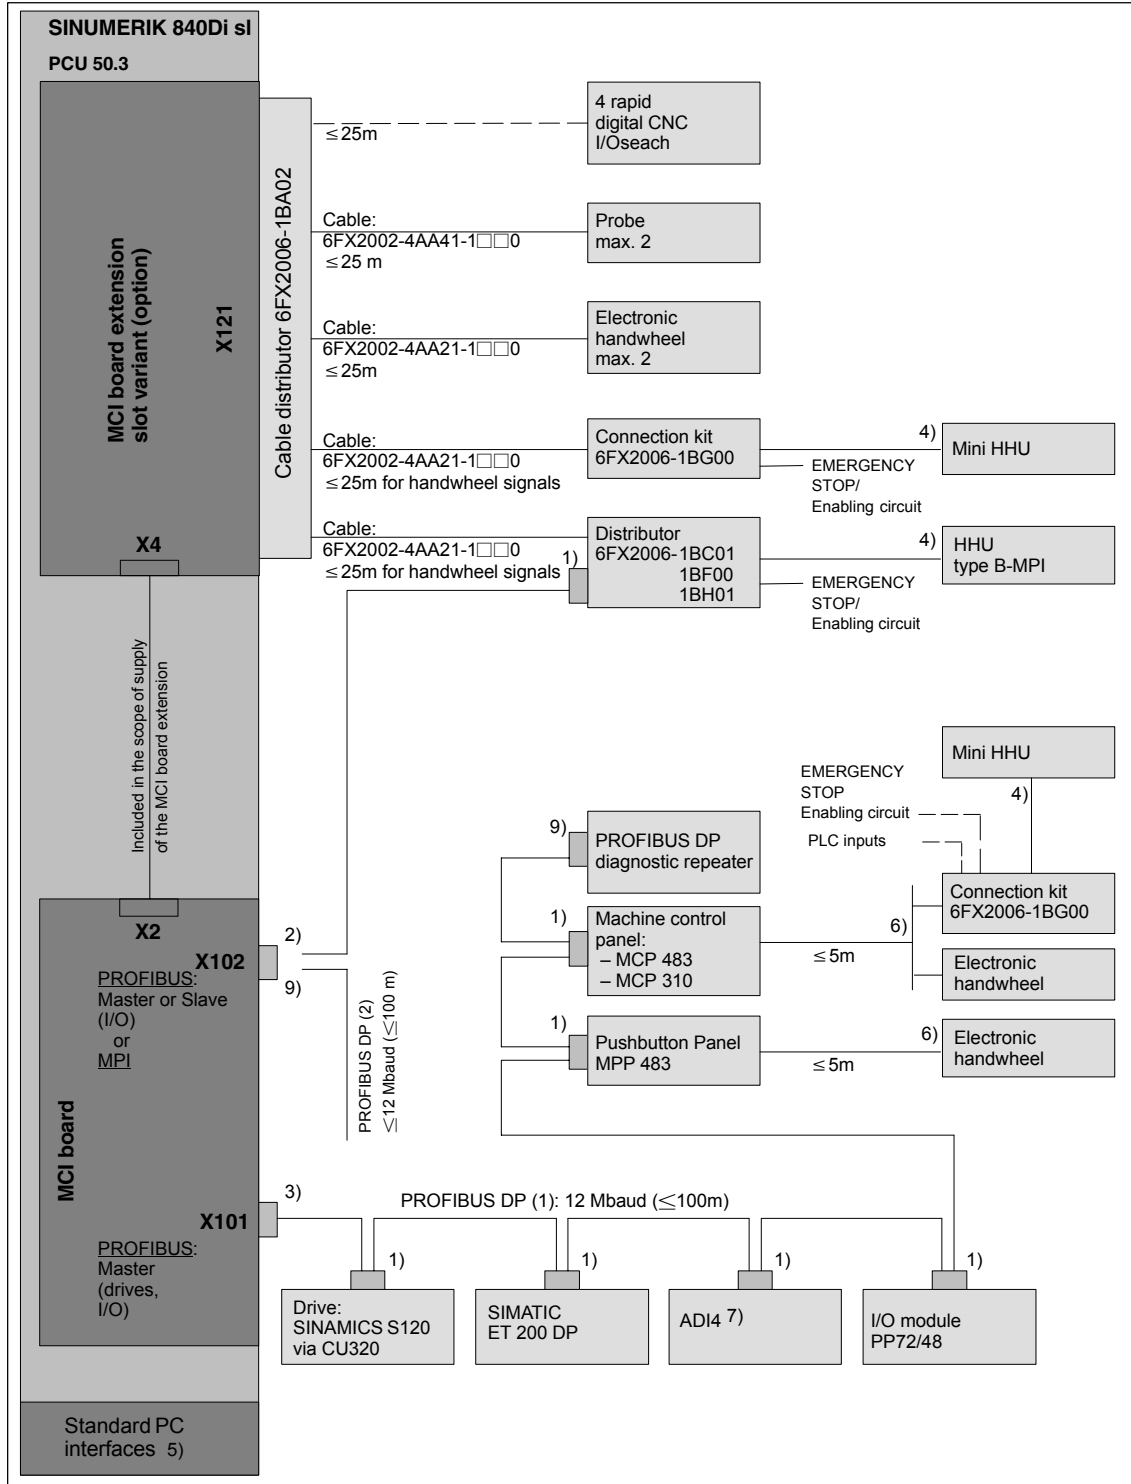 SINUMERIK 840Di sl
PCU 50.3
MCI board extension
slot variant (option)
X121
X4
Cable distributor 6FX2006-1BA02
≤25m
4 rapid
digital CNC
I/Oseach
Cable:
6FX2002-4AA41-1□□0
≤25 m
Probe
max. 2
Cable:
6FX2002-4AA21-1□□0
≤25m
Electronic
handwheel
max. 2
Cable:
6FX2002-4AA21-1□□0
≤25m for handwheel signals
Connection kit
6FX2006-1BG00
4)
Mini HHU
EMERGENCY
STOP/
Enabling circuit
Cable:
6FX2002-4AA21-1□□0
≤25m for handwheel signals
1)
Distributor
6FX2006-1BC01
1BF00
1BH01
4)
HHU
type B-MPI
EMERGENCY
STOP/
Enabling circuit
Included in the scope of supply
of the MCI board extension
Mini HHU
4)
EMERGENCY
STOP
Enabling circuit
PLC inputs
9)
PROFIBUS DP
diagnostic repeater
Connection kit
6FX2006-1BG00
1)
Machine control
panel:
– MCP 483
– MCP 310
≤5m
6)
Electronic
handwheel
1)
Pushbutton Panel
MPP 483
≤5m
6)
Electronic
handwheel
X2
X102
2)
9)
PROFIBUS:
Master or Slave
(I/O)
or
MPI
PROFIBUS DP (2)
≤12 Mbaud (≤100 m)
MCI board
X101
3)
PROFIBUS:
Master
(drives,
I/O)
PROFIBUS DP (1): 12 Mbaud (≤100m)
1)
1)
1)
1)
Drive:
SINAMICS S120
via CU320
SIMATIC
ET 200 DP
ADI4 7)
I/O module
PP72/48
Standard PC
interfaces 5)